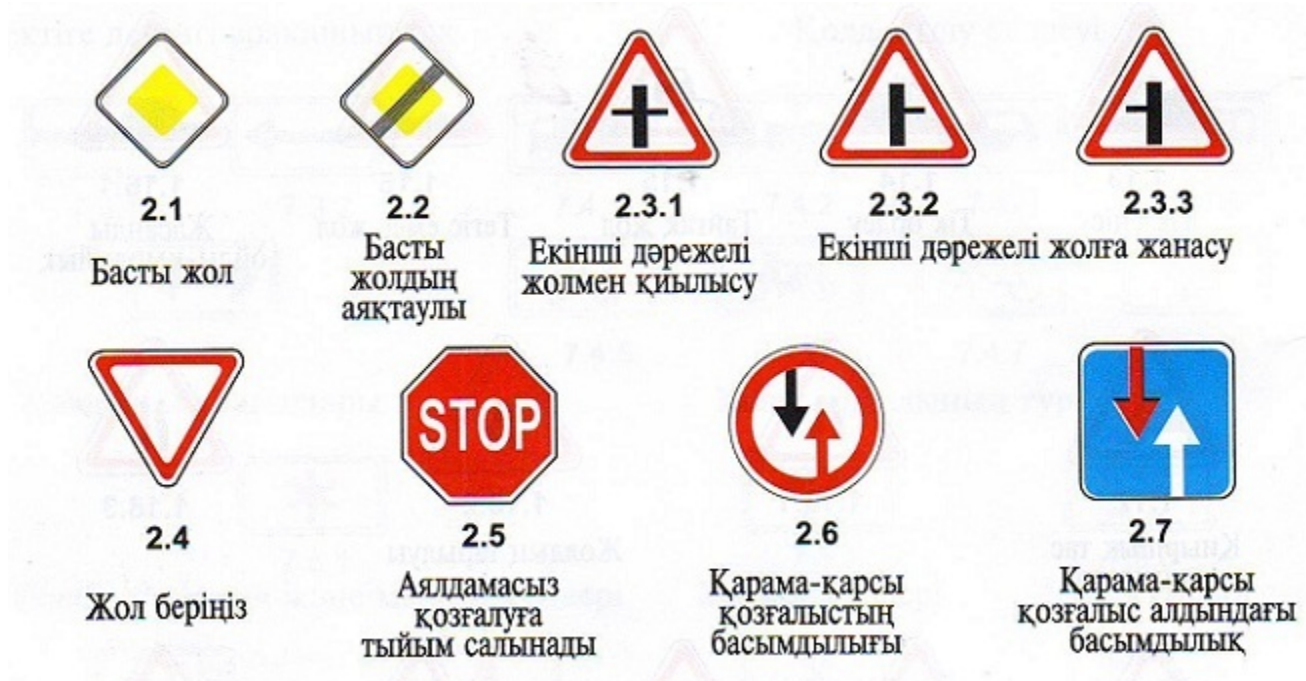 2.1
Басты жол
2.2
Басты
жолдың
аяқтаулы
2.3.1
Екінші дәрежелі
жолмен қиылысу
2.3.2
2.3.3
Екінші дәрежелі жолға жанасу
2.4
Жол беріңіз
STOP
2.5
Аялдамасыз
қозғалуға
тыйым салынады
2.6
Қарама-қарсы
қозғалыстың
басымдылығы
2.7
Қарама-қарсы
қозғалыс алдындағы
басымдылық